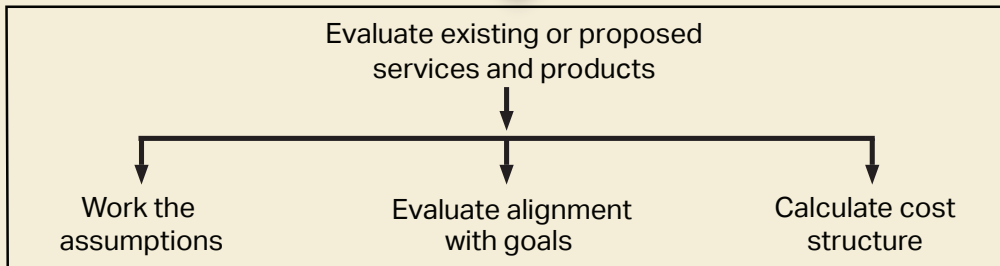 Evaluate existing or proposed
services and products
Work the
assumptions
Evaluate alignment
with goals
Calculate cost
structure